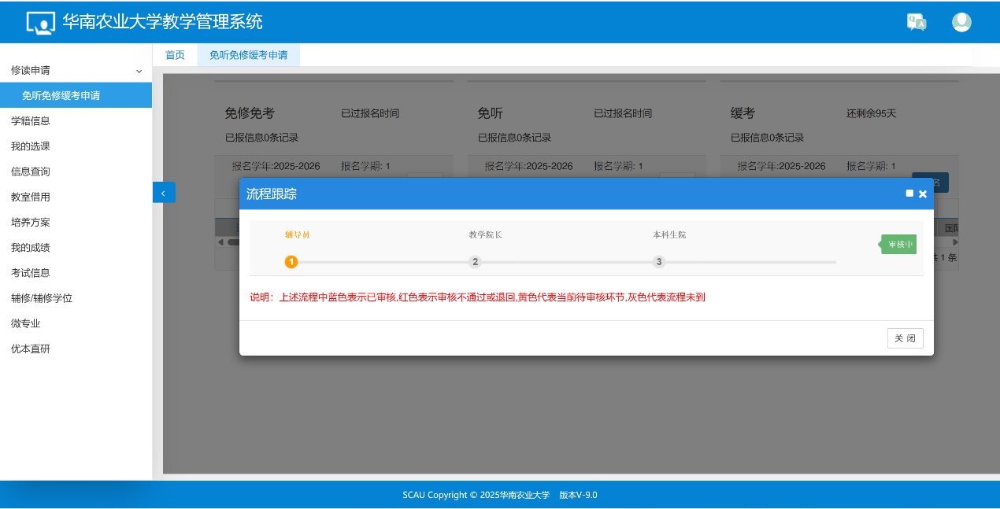 华南农业大学教学管理系统
首页 免听免修缓考申请
修读申请
免听免修缓考申请
学籍信息
我的选课
信息查询
教室借用
培养方案
我的成绩
考试信息
辅修/辅修学位
微专业
优本直研
免修免考 已过报名时间 免听 已过报名时间 缓考 还剩余95天
已报信息0条记录 已报信息0条记录 已报信息0条记录
报名学年:2025-2026 报名学期: 1 报名学年:2025-2026 报名学期: 1 报名学年:2025-2026 报名学期: 1
名
国际
共 1 条
流程跟踪
辅导员 教学院长 本科生院
审核中
1 2 3
说明：上述流程中蓝色表示已审核,红色表示审核不通过或退回,黄色代表当前待审核环节,灰色代表流程未到
关 闭
SCAU Copyright © 2025华南农业大学 版本V-9.0